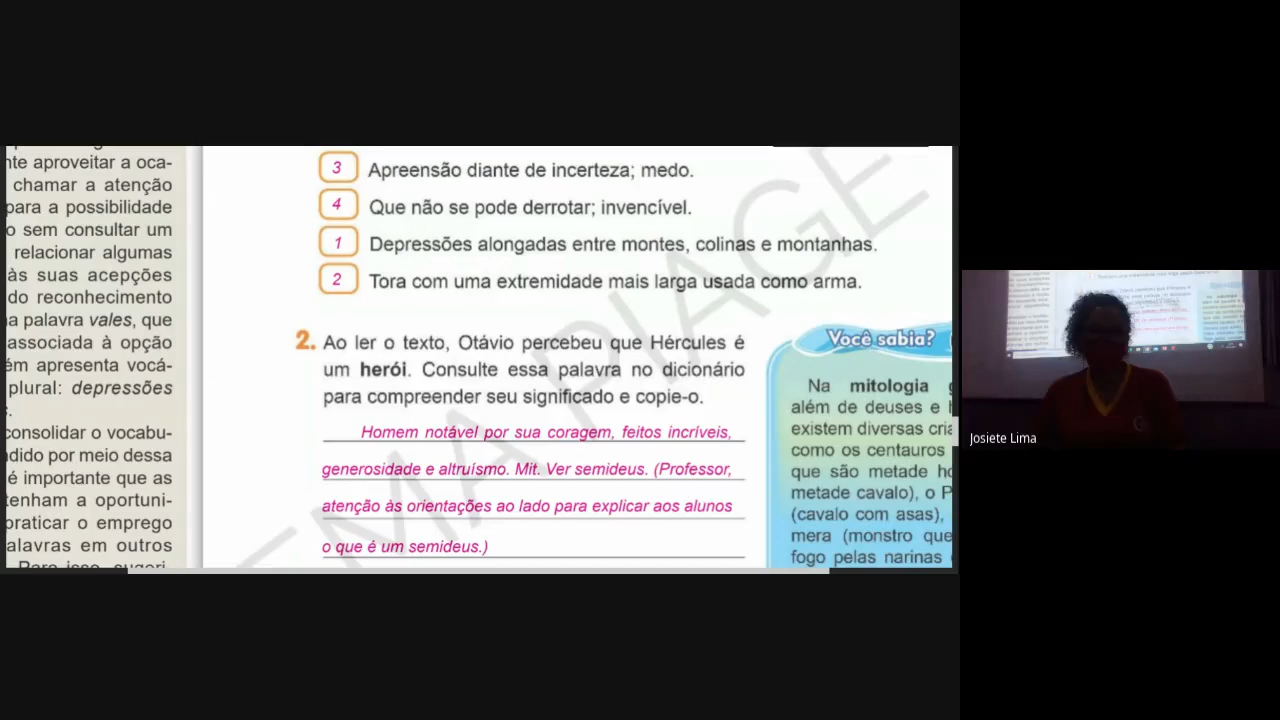 nte aproveitar a oca-
chamar a atenção
para a possibilidade
o sem consultar um
relacionar algumas
às suas acepções
do reconhecimento
a palavra vales, que
associada à opção
ém apresenta vocá-
plural: depressões
consolidar o vocabu-
dido por meio dessa
é importante que as
tenham a oportuni-
praticar o emprego
alavras em outros
Para isso, sugeri-
3 Apreensão diante de incerteza; medo.
4 Que não se pode derrotar; invencível.
1 Depressões alongadas entre montes, colinas e montanhas.
2 Tora com uma extremidade mais larga usada como arma.
2. Ao ler o texto, Otávio percebeu que Hércules é
um herói. Consulte essa palavra no dicionário
para compreender seu significado e copie-o.
Homem notável por sua coragem, feitos incríveis,
generosidade e altruísmo. Mit. Ver semideus. (Professor,
atenção às orientações ao lado para explicar aos alunos
o que é um semideus.)
Você sabia?
Na mitologia g
além de deuses e h
existem diversas cria
como os centauros
que são metade ho
metade cavalo), o P
(cavalo com asas),
mera (monstro que
fogo pelas narinas
EMA PIAGE
Josiete Lima